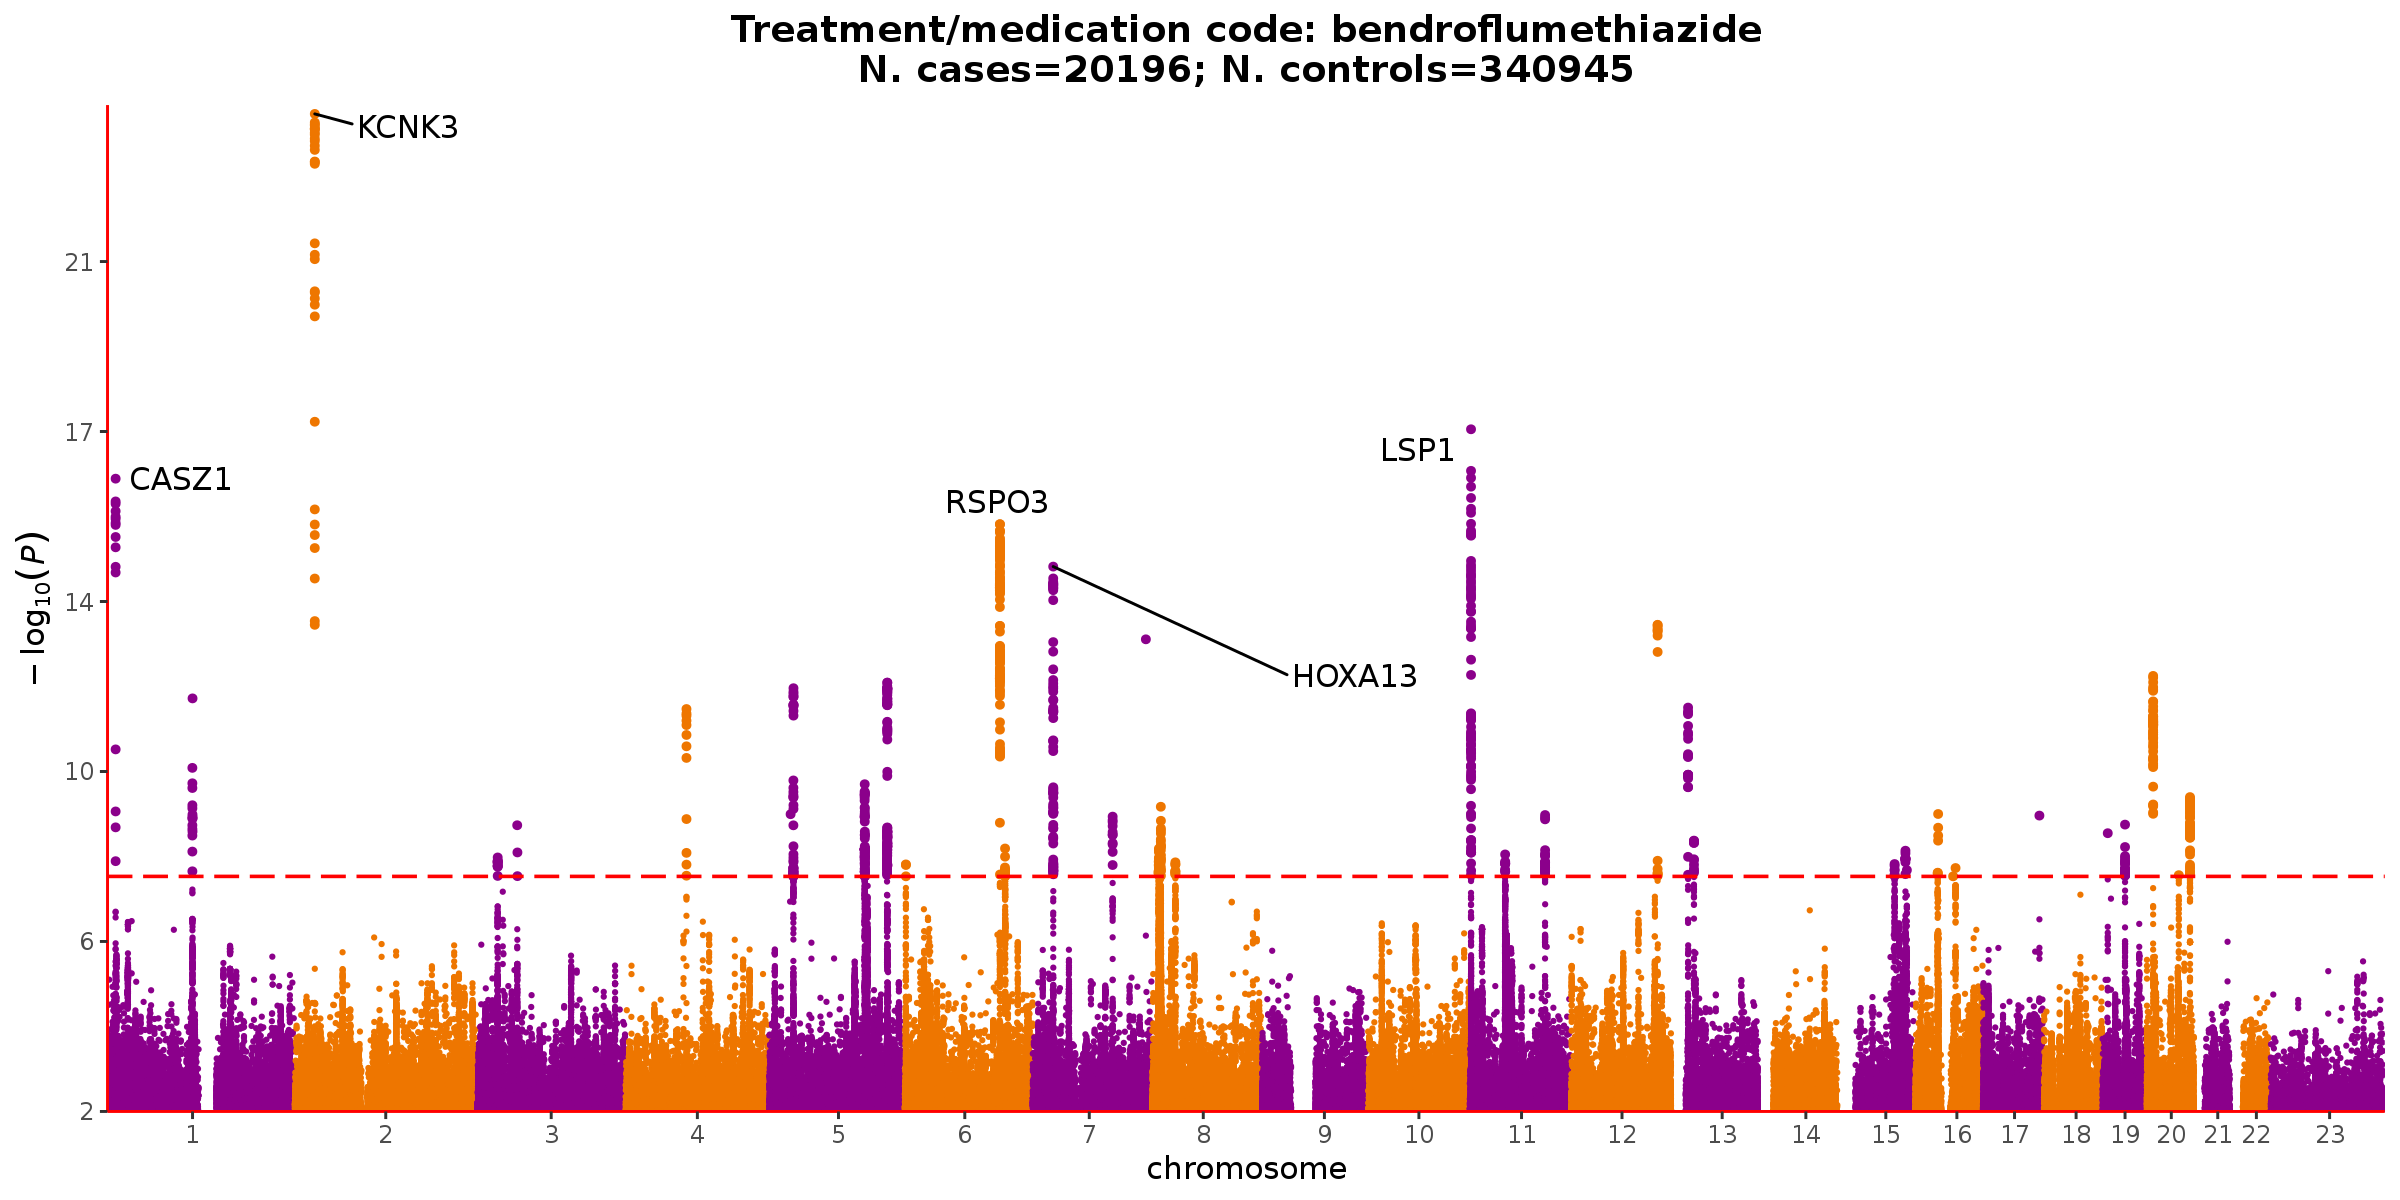 Treatment/medication code: bendroflumethiazide
N. cases=20196; N. controls=340945
KCNK3
21
17
LSP1
CASZ1
RSPO3
14
HOXA13
10
6
2
−log10(P)
1 2 3 4 5 6 7 8 9 10 11 12 13 14 15 16 17 18 19 20 21 22 23
chromosome